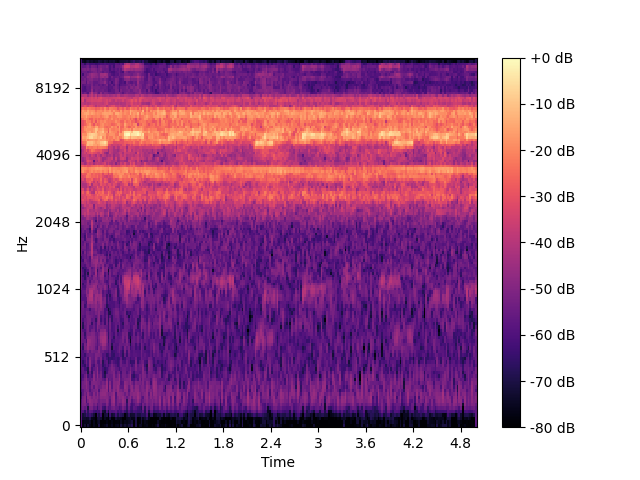 +0 dB
8192
-10 dB
4096
-20 dB
-30 dB
2048
Hz
-40 dB
1024
-50 dB
-60 dB
512
-70 dB
0
-80 dB
0 0.6 1.2 1.8 2.4 3 3.6 4.2 4.8
Time